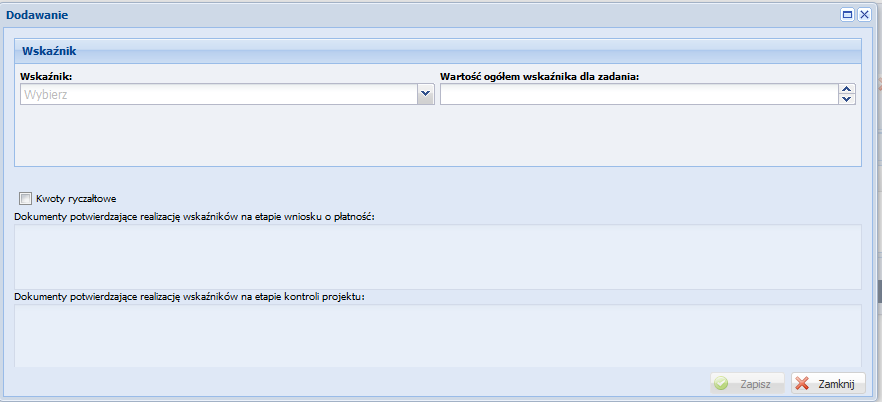 Dodawanie
Wskaźnik
Wskaźnik:
Wartość ogółem wskaźnika dla zadania:
Wybierz
Kwoty ryczałtowe
Dokumenty potwierdzające realizację wskaźników na etapie wniosku o płatność:
Dokumenty potwierdzające realizację wskaźników na etapie kontroli projektu:
Zapisz
Zamknij